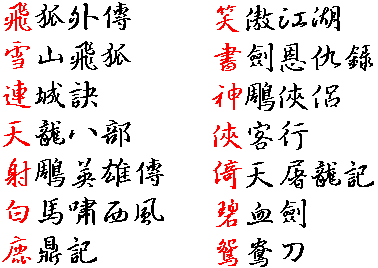 飛狐外傳
雪山飛狐
連城訣
天龍八部
射鵰英雄傳
白馬嘯西風
鹿鼎記
笑傲江湖
書劍恩仇錄
神鵰俠侶
俠客行
倚天屠龍記
碧血劍
鴛鴦刀